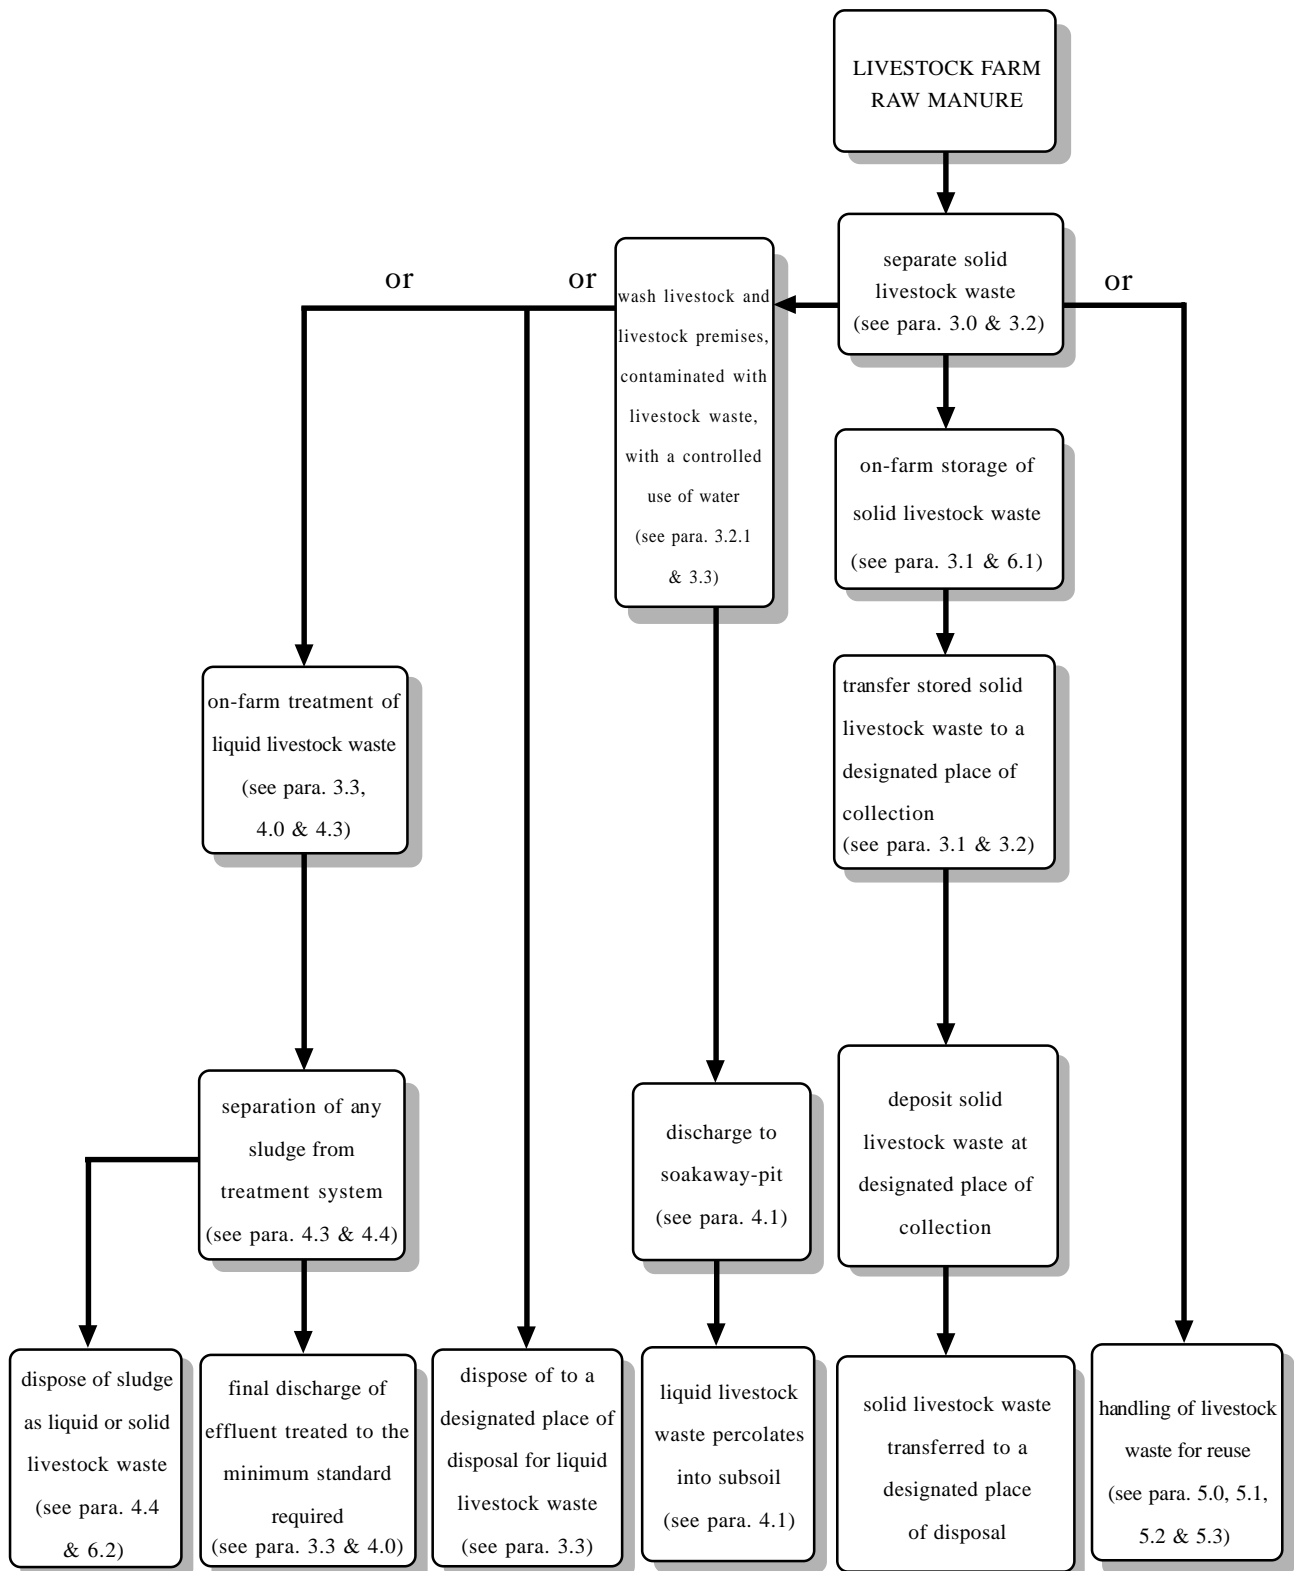 LIVESTOCK FARM
RAW MANURE
separate solid
livestock waste
(see para. 3.0 & 3.2)
or
or
or
wash livestock and
livestock premises,
contaminated with
livestock waste,
with a controlled
use of water
(see para. 3.2.1
& 3.3)
on-farm storage of
solid livestock waste
(see para. 3.1 & 6.1)
on-farm treatment of
liquid livestock waste
(see para. 3.3,
4.0 & 4.3)
transfer stored solid
livestock waste to a
designated place of
collection
(see para. 3.1 & 3.2)
separation of any
sludge from
treatment system
(see para. 4.3 & 4.4)
discharge to
soakaway-pit
(see para. 4.1)
deposit solid
livestock waste at
designated place of
collection
dispose of sludge
as liquid or solid
livestock waste
(see para. 4.4
& 6.2)
final discharge of
effluent treated to the
minimum standard
required
(see para. 3.3 & 4.0)
dispose of to a
designated place of
disposal for liquid
livestock waste
(see para. 3.3)
liquid livestock
waste percolates
into subsoil
(see para. 4.1)
solid livestock waste
transferred to a
designated place
of disposal
handling of livestock
waste for reuse
(see para. 5.0, 5.1,
5.2 & 5.3)